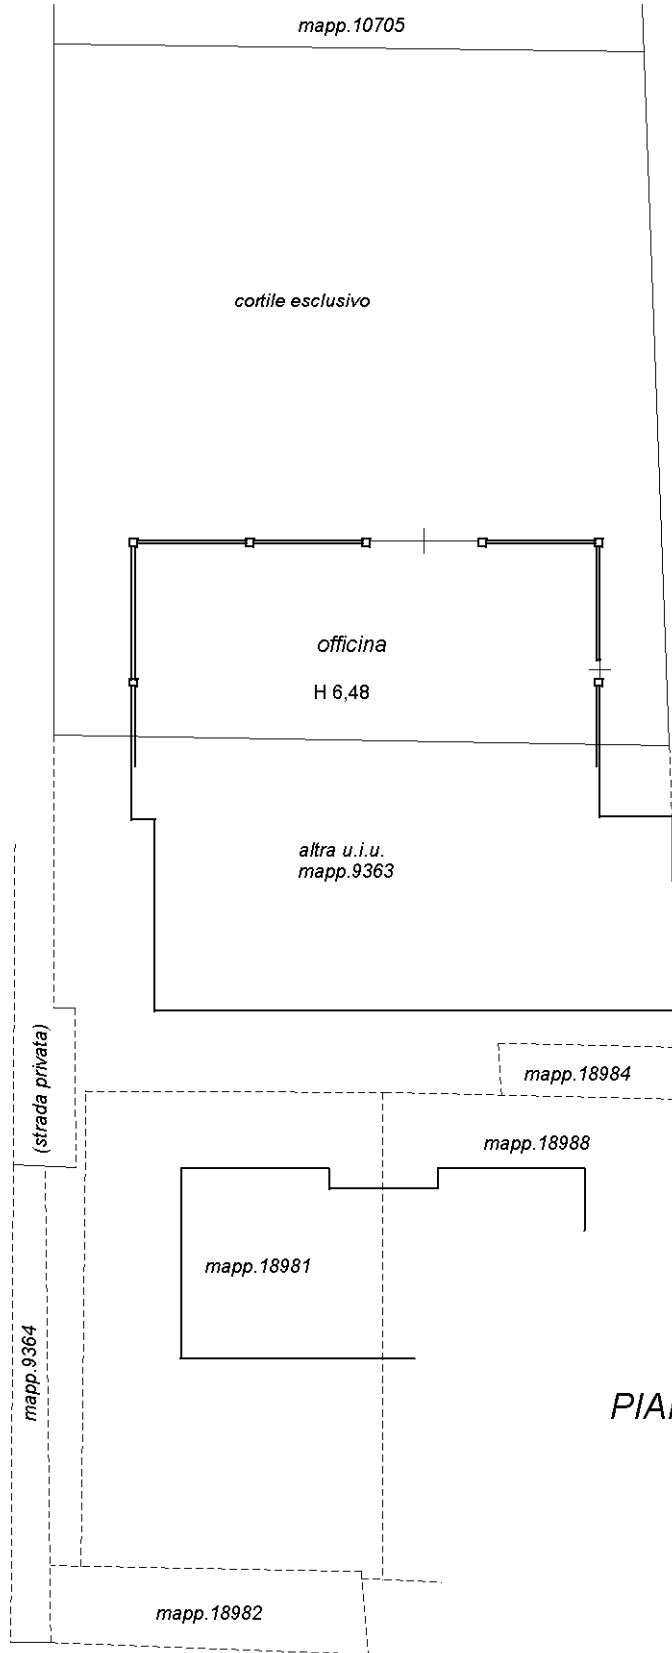 mapp.10705
cortile esclusivo
officina
H 6,48
altra u.i.u.
mapp.9363
(strada privata)
mapp.18984
mapp.18988
mapp.18981
mapp.9364
mapp.18982